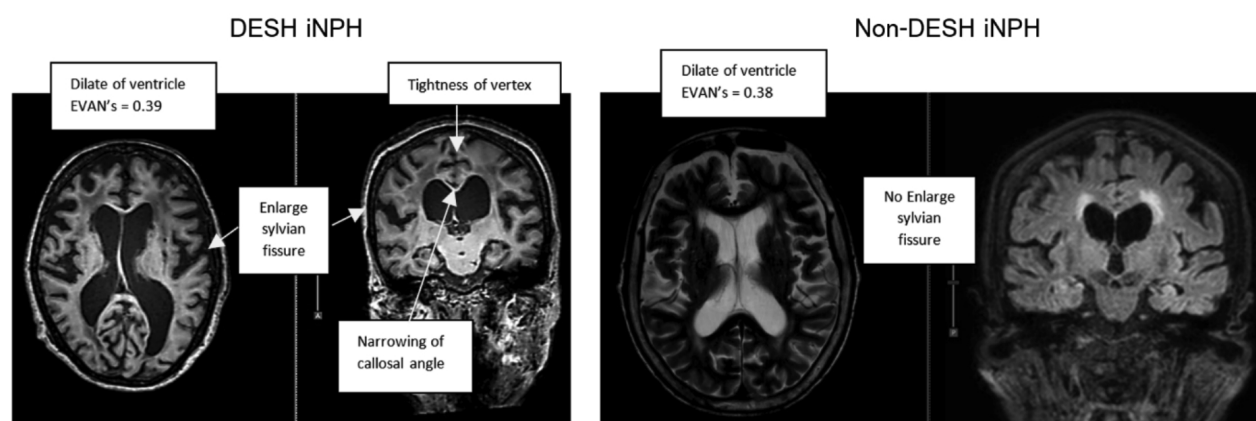 DESH iNPH
Non-DESH iNPH
Dilate of ventricle
EVAN's = 0.39
Tightness of vertex
Enlarge
sylvian
fissure
Narrowing of
callosal angle
Dilate of ventricle
EVAN's = 0.38
No Enlarge
sylvian
fissure